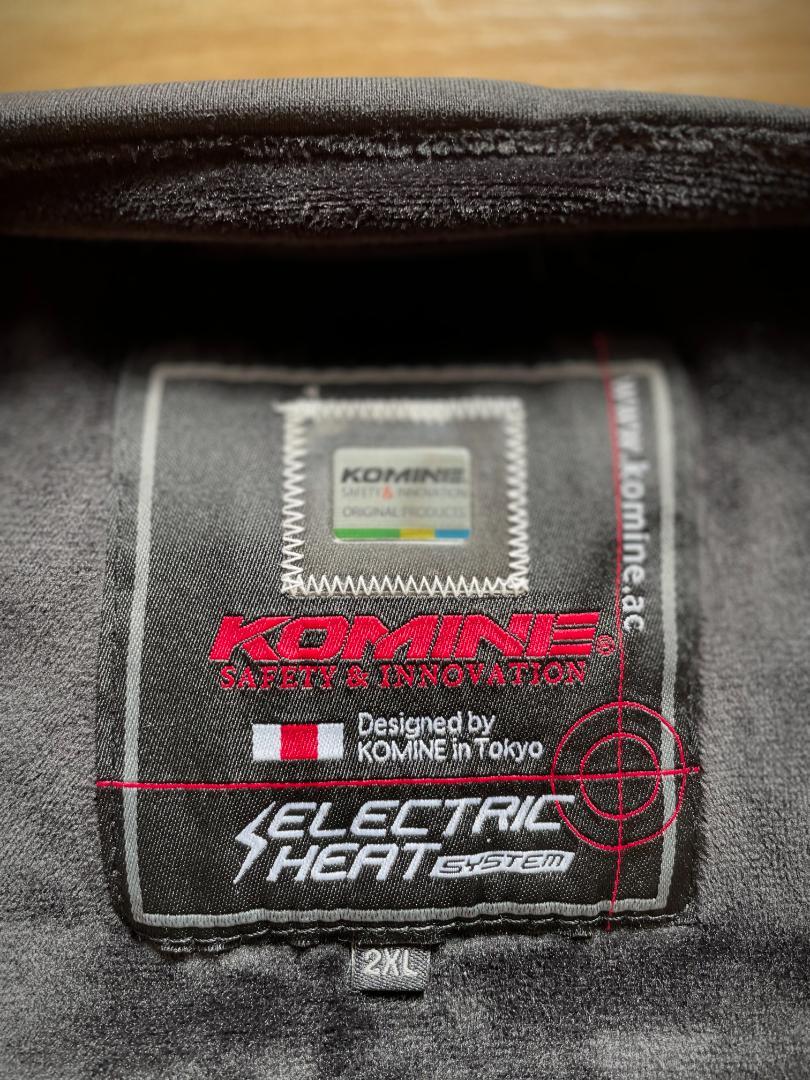 KOMINE
SAFETY & INNOVATION
ORIGINAL PRODUCTS
www.komine.ac
KOMINE®
SAFETY & INNOVATION
Designed by
KOMINE in Tokyo
ELECTRIC
HEAT SYSTEM
2XL